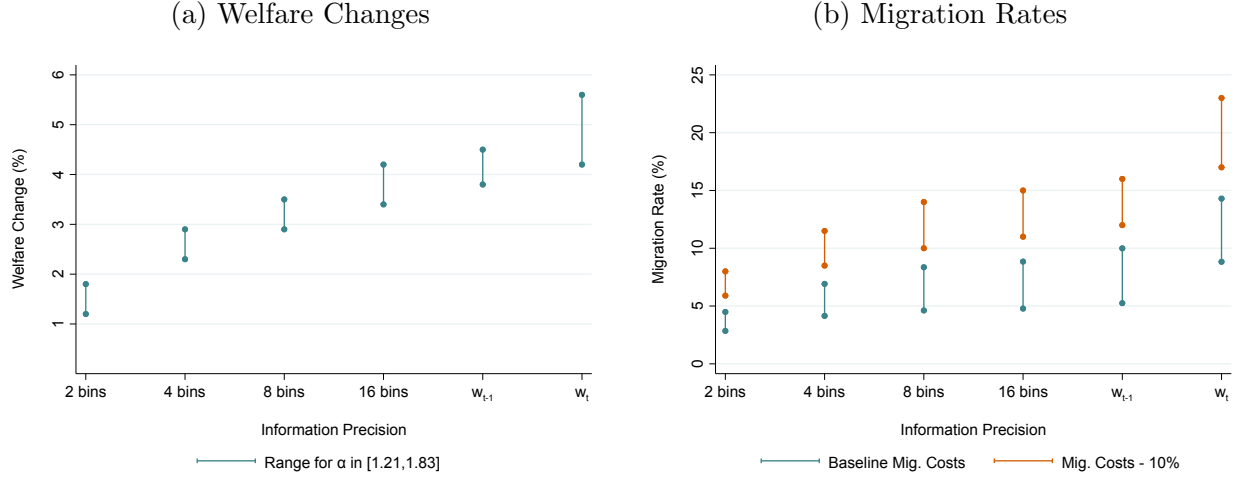 (a) Welfare Changes
6
5
4
3
2
1
Welfare Change (%)
2 bins 4 bins 8 bins 16 bins wₜ₋₁ wₜ
Information Precision
Range for α in [1.21,1.83]
(b) Migration Rates
25
20
15
10
5
0
Migration Rate (%)
2 bins 4 bins 8 bins 16 bins wₜ₋₁ wₜ
Information Precision
Baseline Mig. Costs Mig. Costs - 10%